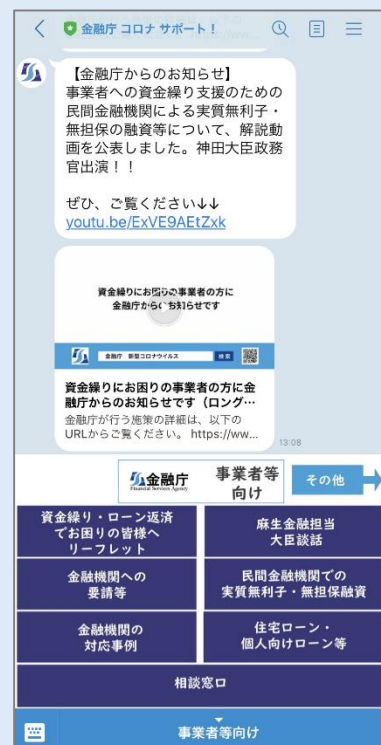 金融庁 コロナ サポート！
【金融庁からのお知らせ】
事業者への資金繰り支援のための
民間金融機関による実質無利子・
無担保の融資等について、解説動
画を公表しました。神田大臣政務
官出演！！
ぜひ、ご覧ください↓↓
youtu.be/ExVE9AEtZxk
資金繰りにお困りの事業者の方に
金融庁からのお知らせです
金融庁 新型コロナウイルス
検索
資金繰りにお困りの事業者の方に金
融庁からのお知らせです（ロング…
金融庁が行う施策の詳細は、以下の
URLからご覧ください。 https://ww...
13:08
金融庁
Financial Services Agency
事業者等
向け
その他
資金繰り・ローン返済
でお困りの皆様へ
リーフレット
麻生金融担当
大臣談話
金融機関への
要請等
民間金融機関での
実質無利子・無担保融資
金融機関の
対応事例
住宅ローン・
個人向けローン等
相談窓口
事業者等向け